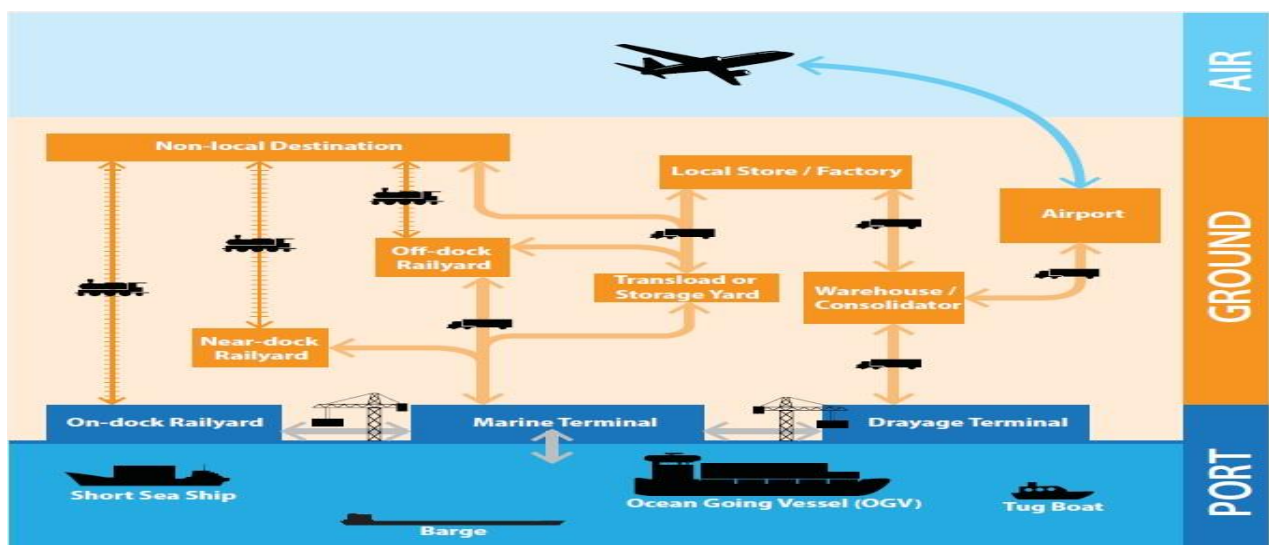 AIR
Non-local Destination
Local Store / Factory
Airport
GROUND
Off-dock
Railyard
Transload or
Storage Yard
Warehouse /
Consolidator
Near-dock
Railyard
On-dock Railyard
Marine Terminal
Drayage Terminal
PORT
Short Sea Ship
Ocean Going Vessel (OGV)
Tug Boat
Barge